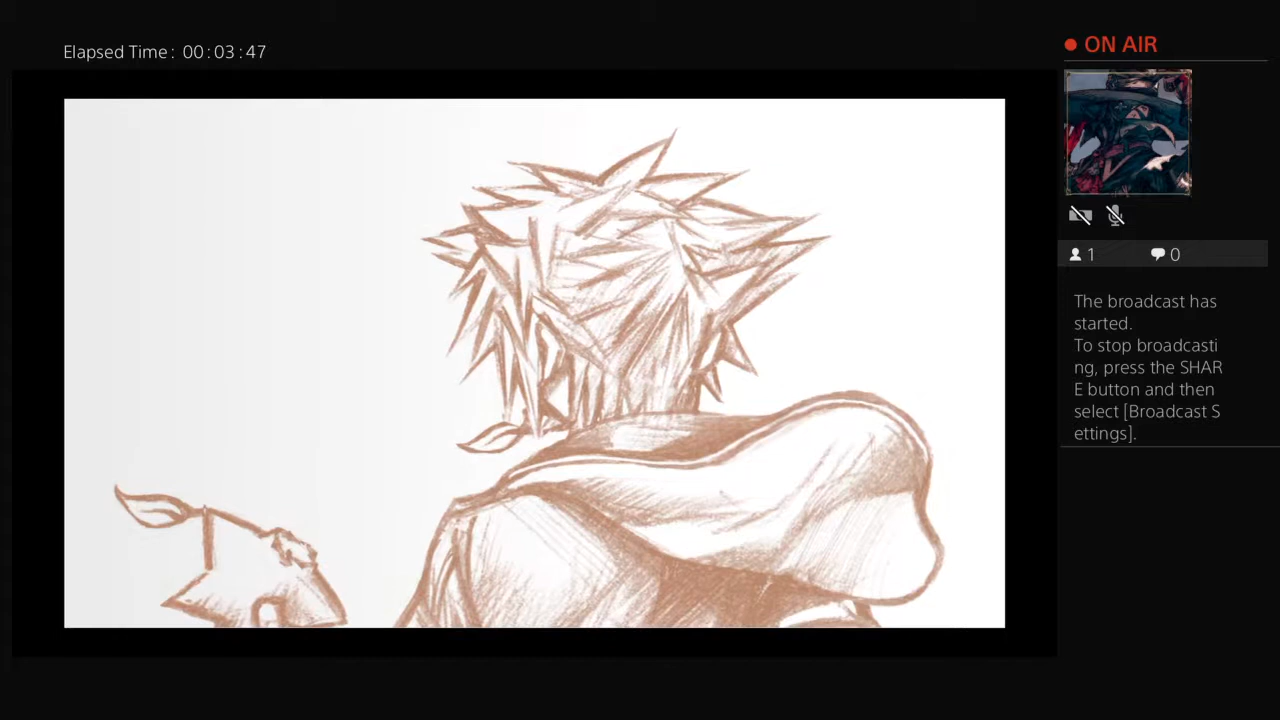 Elapsed Time: 00:03:47
ON AIR
1
0
The broadcast has
started.
To stop broadcasti
ng, press the SHAR
E button and then
select [Broadcast S
ettings].